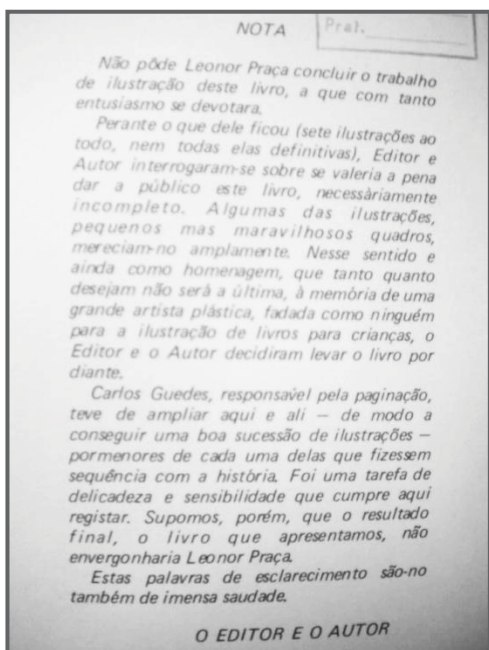 NOTA
Prat.
Não pôde Leonor Praça concluir o trabalho
de ilustração deste livro, a que com tanto
entusiasmo se devotara.
Perante o que dele ficou (sete ilustrações ao
todo, nem todas elas definitivas), Editor e
Autor interrogaram-se sobre se valeria a pena
dar a público este livro, necessàriamente
incompleto. Algumas das ilustrações,
pequenos mas maravilhosos quadros,
mereciam-no amplamente. Nesse sentido e
ainda como homenagem, que tanto quanto
desejam não será a última, à memória de uma
grande artista plástica, fadada como ninguém
para a ilustração de livros para crianças, o
Editor e o Autor decidiram levar o livro por
diante.
Carlos Guedes, responsável pela paginação,
teve de ampliar aqui e ali — de modo a
conseguir uma boa sucessão de ilustrações —
pormenores de cada uma delas que fizessem
sequência com a história. Foi uma tarefa de
delicadeza e sensibilidade que cumpre aqui
registar. Supomos, porém, que o resultado
final, o livro que apresentamos, não
envergonharia Leonor Praça.
Estas palavras de esclarecimento são-no
também de imensa saudade.
O EDITOR E O AUTOR